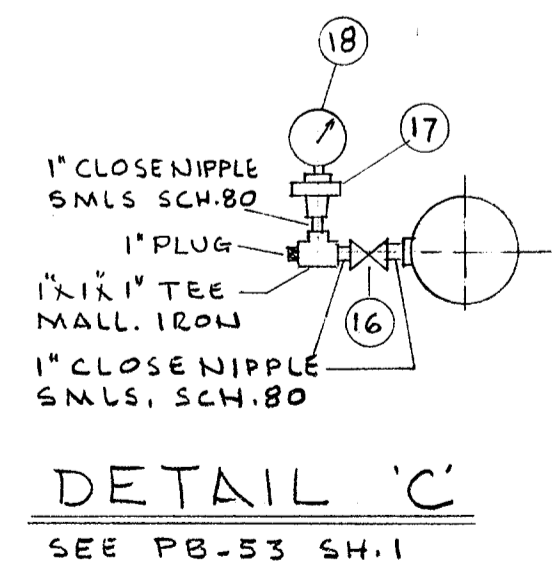 18
17
1" CLOSE NIPPLE
SMLS SCH.80
1" PLUG
1"X1"X1" TEE
MALL. IRON
16
1" CLOSE NIPPLE
SMLS, SCH.80
DETAIL 'C'
SEE PB-53 SH.1